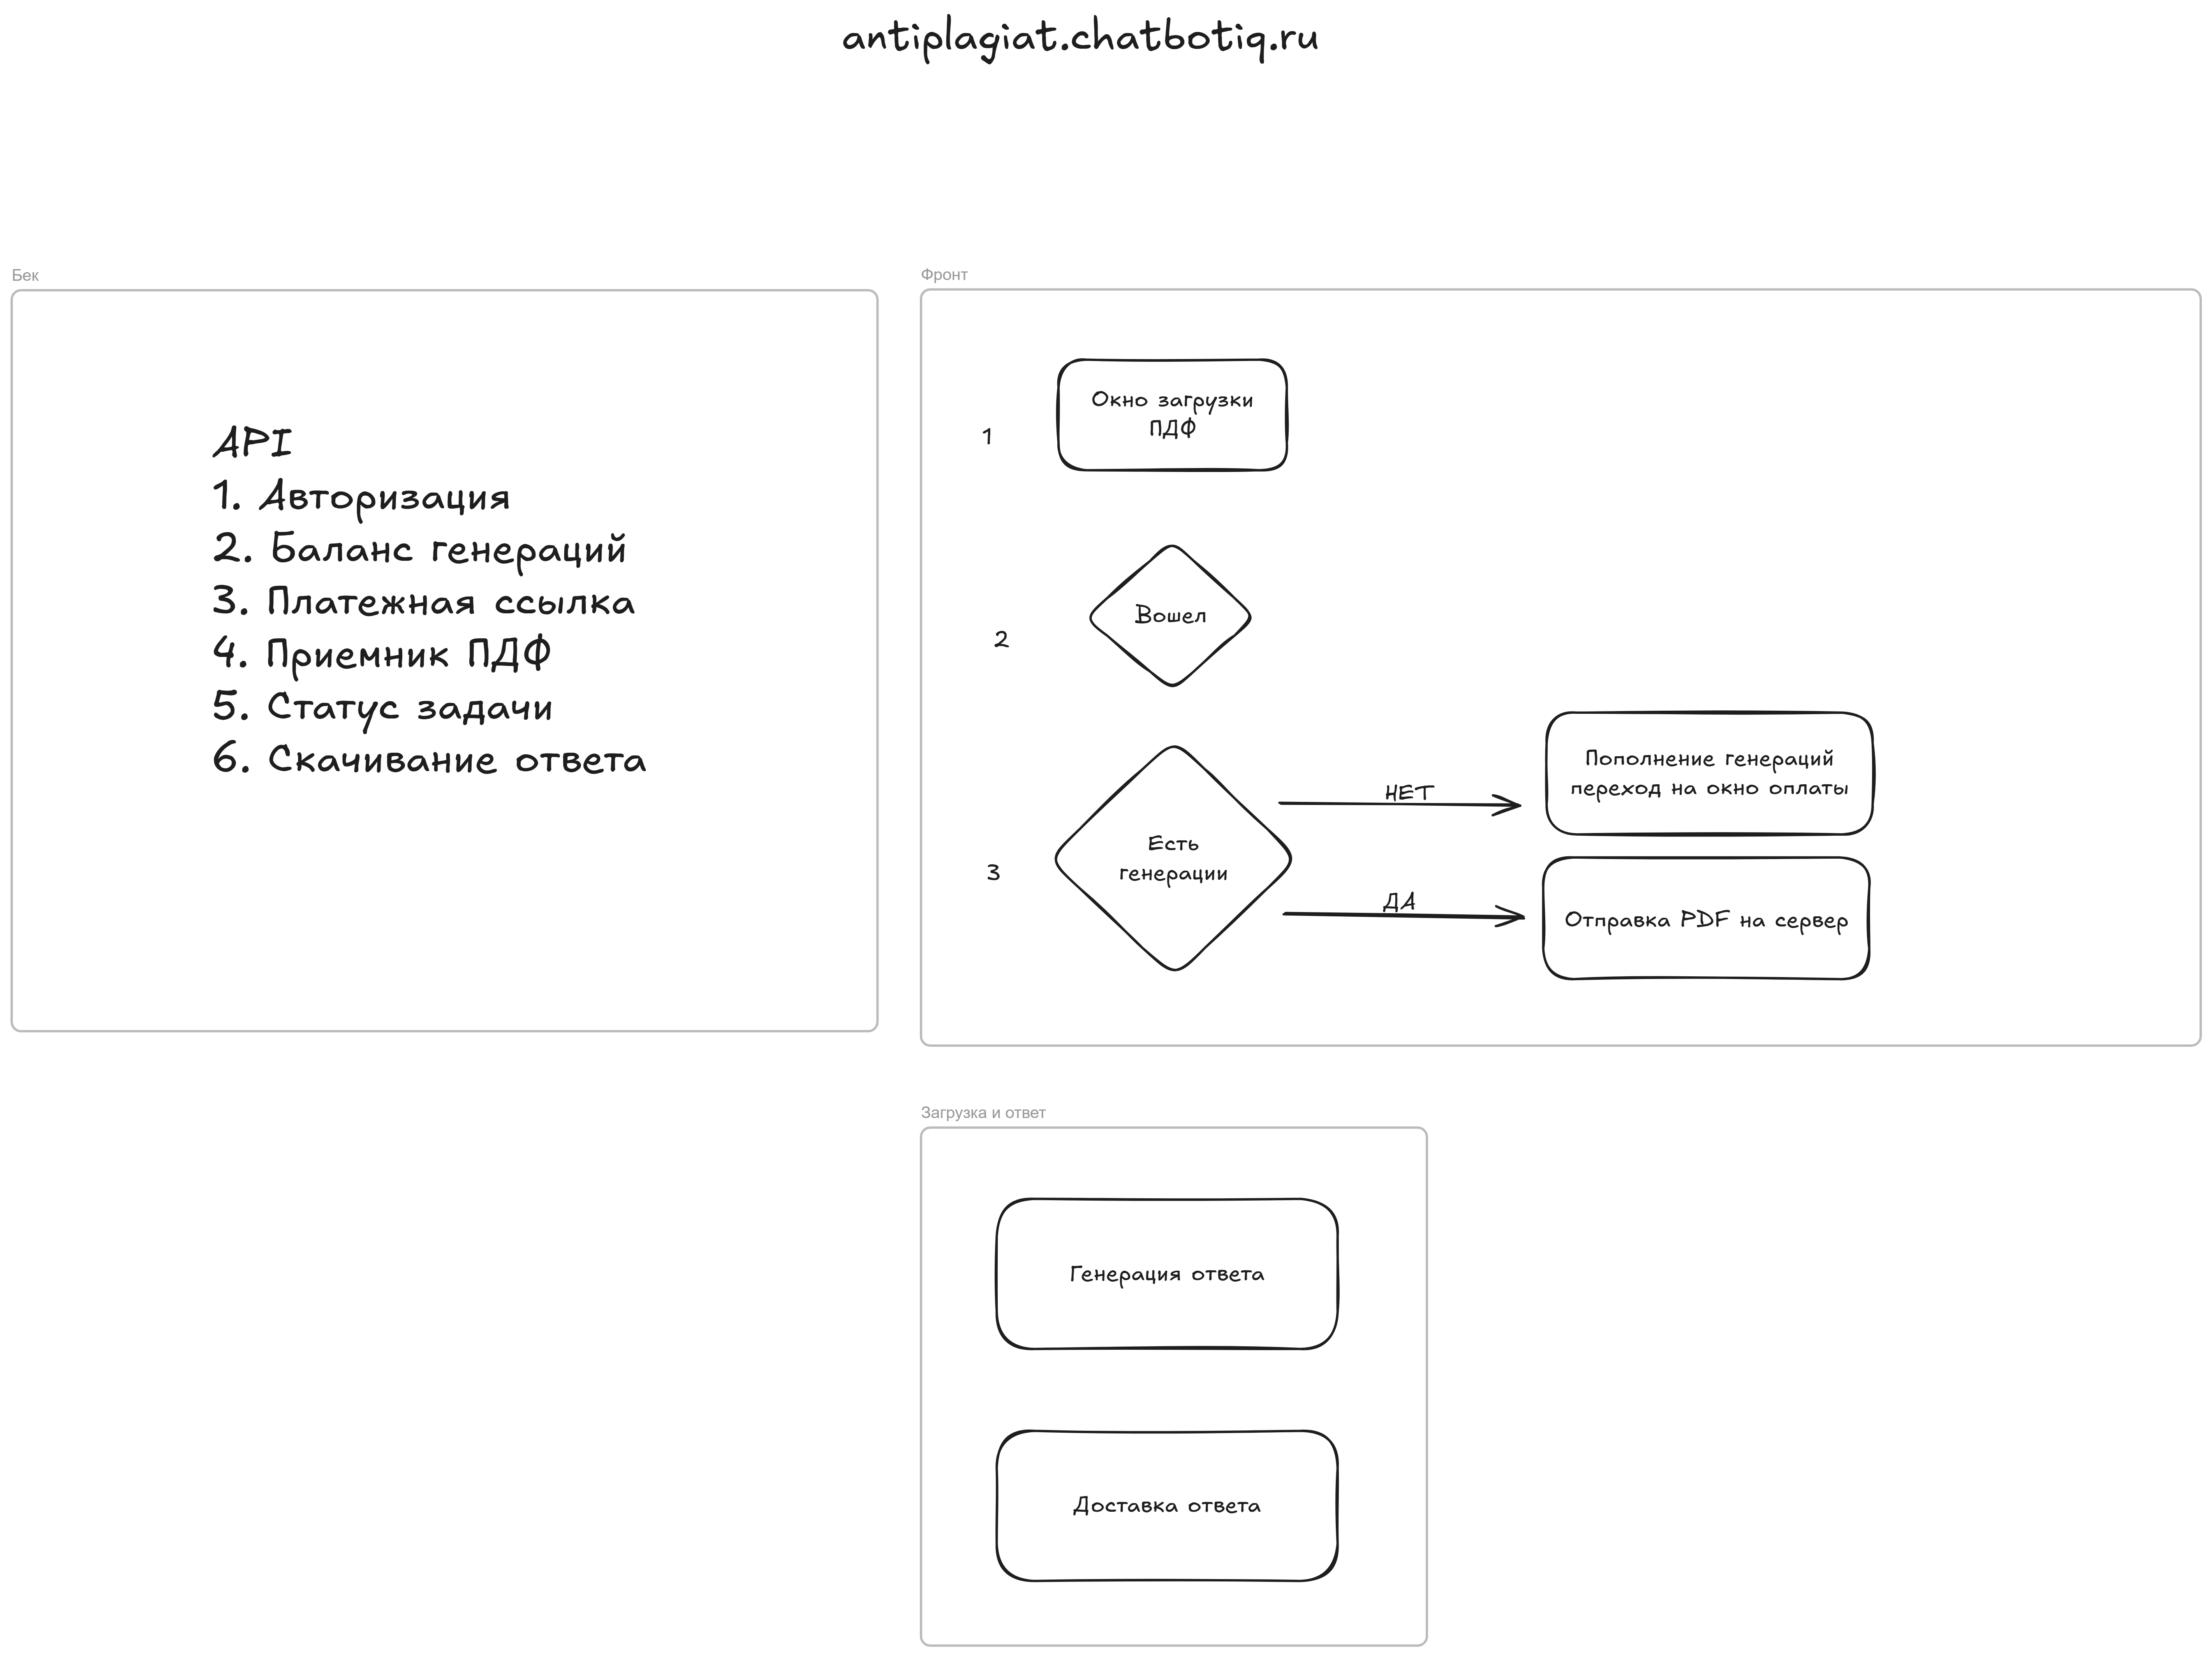 antiplagiat.chatbotiq.ru
Бек
API
1. Авторизация
2. Баланс генераций
3. Платежная ссылка
4. Приемник ПДФ
5. Статус задачи
6. Скачивание ответа
Фронт
1
Окно загрузки
ПДФ
2
Вошел
3
Есть
генерации
НЕТ
Пополнение генераций
переход на окно оплаты
ДА
Отправка PDF на сервер
Загрузка и ответ
Генерация ответа
Доставка ответа